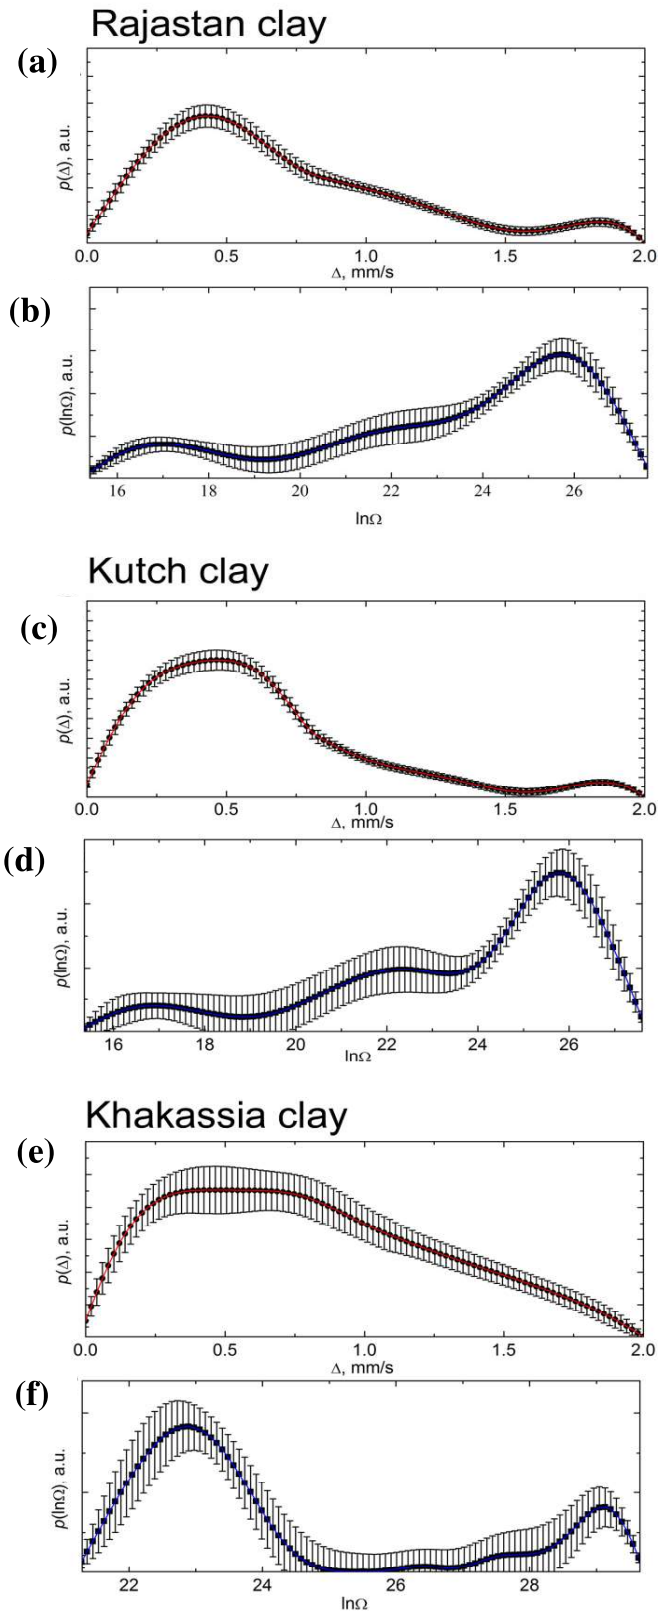 Rajastan clay
(a)
p(Δ), a.u.
0.0 0.5 1.0 1.5 2.0
Δ, mm/s
(b)
p(lnΩ), a.u.
16 18 20 22 24 26
lnΩ
Kutch clay
(c)
p(Δ), a.u.
0.0 0.5 1.0 1.5 2.0
Δ, mm/s
(d)
p(lnΩ), a.u.
16 18 20 22 24 26
lnΩ
Khakassia clay
(e)
p(Δ), a.u.
0.0 0.5 1.0 1.5 2.0
Δ, mm/s
(f)
p(lnΩ), a.u.
22 24 26 28
lnΩ